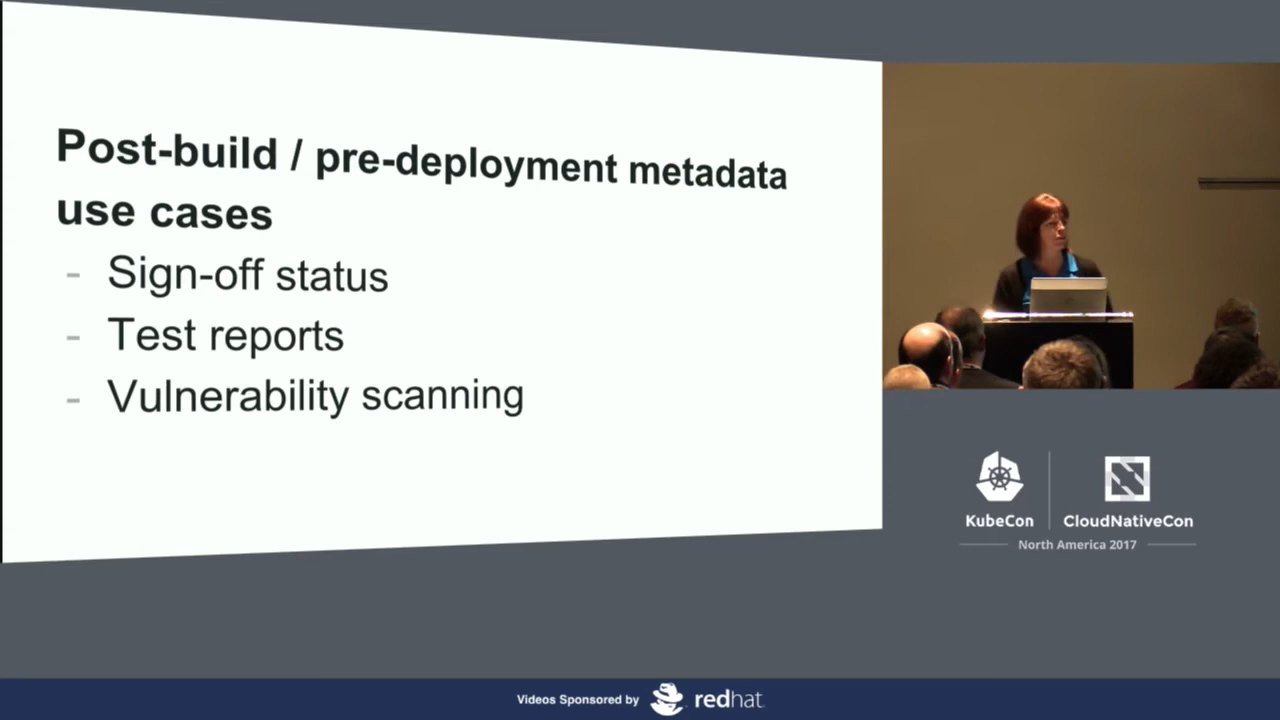 Post-build / pre-deployment metadata
use cases
- Sign-off status
- Test reports
- Vulnerability scanning
KubeCon
CloudNativeCon
North America 2017
Videos Sponsored by
redhat.